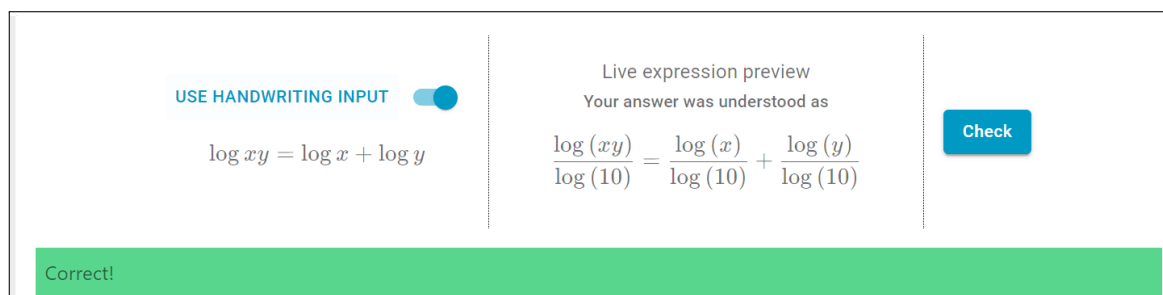 USE HANDWRITING INPUT
log xy = log x + log y
Live expression preview
Your answer was understood as
log (xy) / log (10) = log (x) / log (10) + log (y) / log (10)
Check
Correct!